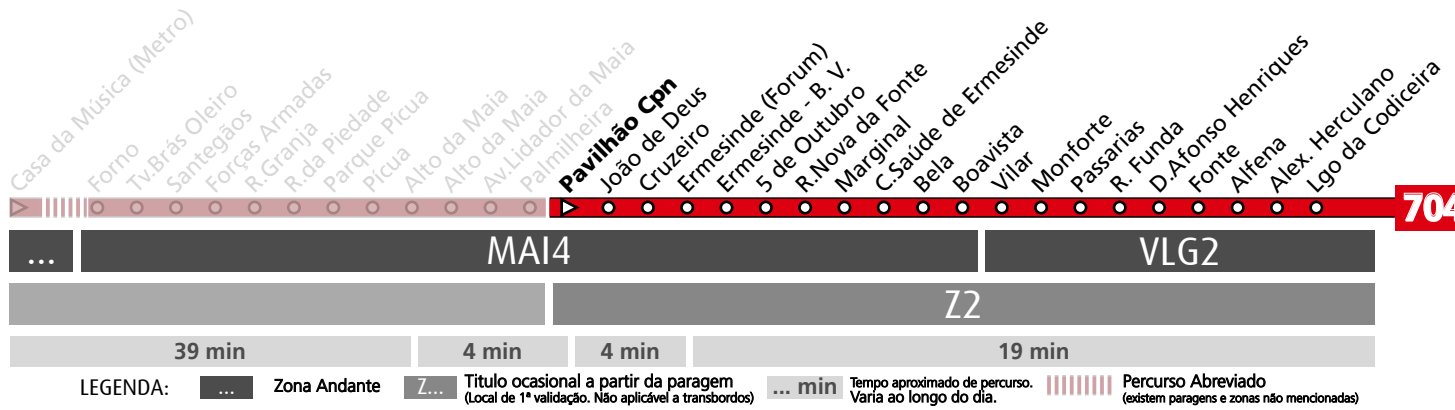 Casa da Música (Metro)
Forno
Tv.Brás Oleiro
Santegãos
Forças Armadas
R.Granja
R.da Piedade
Parque Pícua
Pícua
Alto da Maia
Alto da Maia
Av.Lidador da Maia
Palmilheira
Pavilhão Cpn
João de Deus
Cruzeiro
Ermesinde (Forum)
Ermesinde - B. V.
5 de Outubro
R.Nova da Fonte
Marginal
C.Saúde de Ermesinde
Bela
Boavista
Vilar
Monforte
Passarias
R. Funda
D.Afonso Henriques
Fonte
Alfena
Alex. Herculano
Lgo da Codiceira
704
... MAI4 VLG2
Z2
39 min 4 min 4 min 19 min
LEGENDA: ... Zona Andante Z... Titulo ocasional a partir da paragem
(Local de 1ª validação. Não aplicável a transbordos)
... min Tempo aproximado de percurso.
Varia ao longo do dia.
Percurso Abreviado
(existem paragens e zonas não mencionadas)